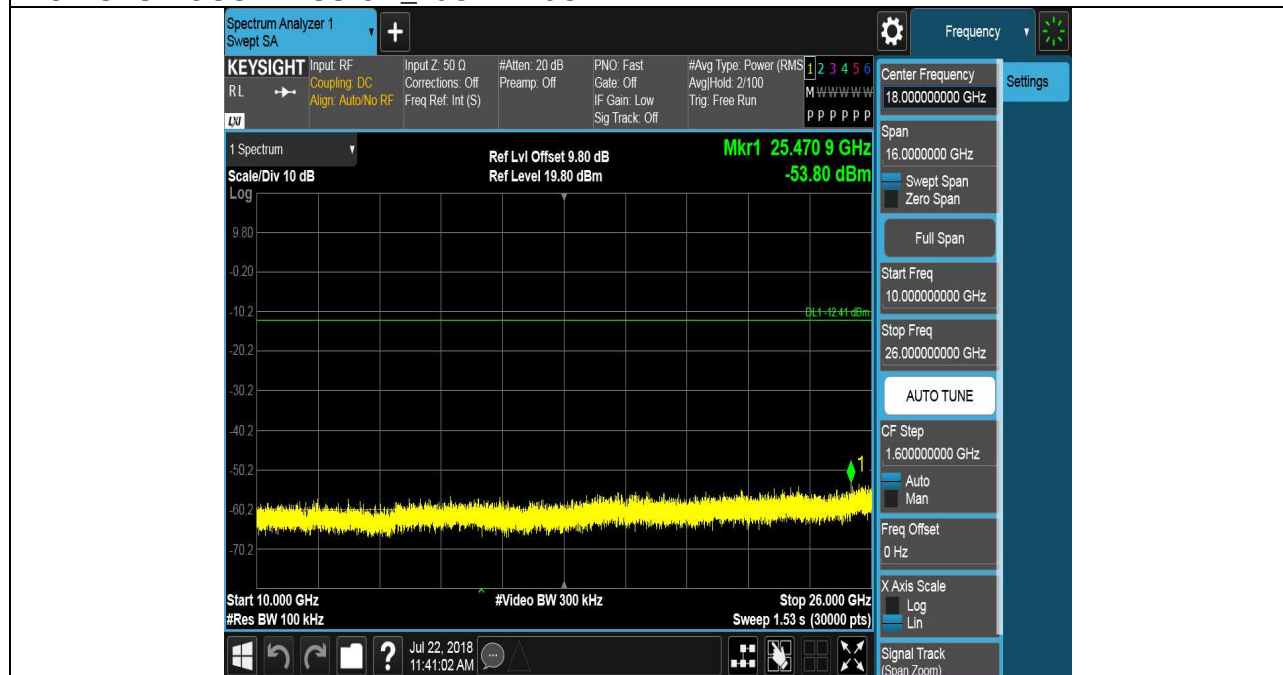 Spectrum Analyzer 1
Swept SA
Frequency
KEYSIGHT
RL
LXI
Input: RF
Coupling: DC
Align: Auto/No RF
Input Z: 50 Ω
Corrections: Off
Freq Ref: Int (S)
#Atten: 20 dB
Preamp: Off
PNO: Fast
Gate: Off
IF Gain: Low
Sig Track: Off
#Avg Type: Power (RMS
Avg|Hold: 2/100
Trig: Free Run
1 2 3 4 5 6
M W W W W W
P P P P P P
1 Spectrum
Scale/Div 10 dB
Ref Lvl Offset 9.80 dB
Ref Level 19.80 dBm
Mkr1 25.470 9 GHz
-53.80 dBm
Log
9.80
-0.20
-10.2
-20.2
-30.2
-40.2
-50.2
-60.2
-70.2
DL1 -12.41 dBm
1
Start 10.000 GHz
#Res BW 100 kHz
#Video BW 300 kHz
Stop 26.000 GHz
Sweep 1.53 s (30000 pts)
?
Jul 22, 2018
11:41:02 AM
Center Frequency
18.000000000 GHz
Span
16.0000000 GHz
Swept Span
Zero Span
Full Span
Start Freq
10.000000000 GHz
Stop Freq
26.000000000 GHz
AUTO TUNE
CF Step
1.600000000 GHz
Auto
Man
Freq Offset
0 Hz
X Axis Scale
Log
Lin
Signal Track
(Span Zoom)
Settings